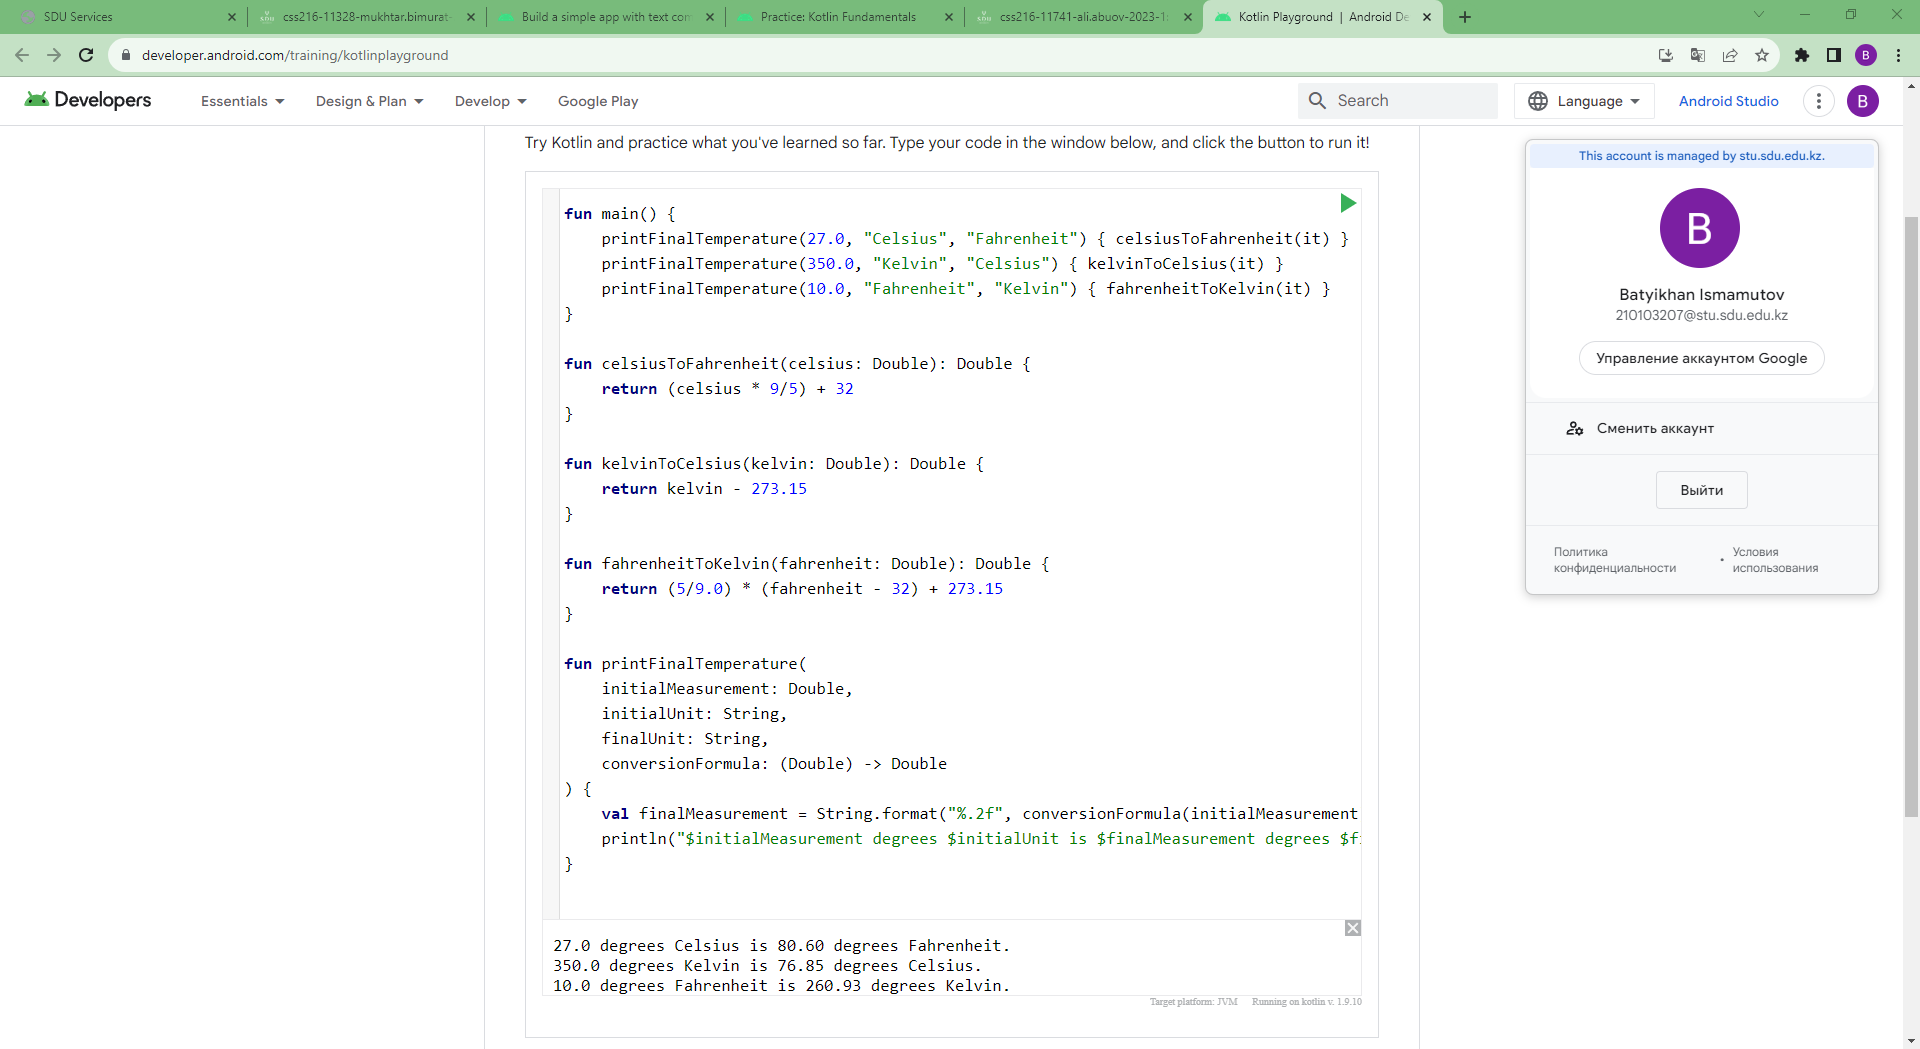 SDU Services
css216-11328-mukhtar.bimurat-
Build a simple app with text com
Practice: Kotlin Fundamentals
css216-11741-ali.abuov-2023-1
Kotlin Playground | Android De
developer.android.com/training/kotlinplayground
B
Developers
Essentials
Design & Plan
Develop
Google Play
Search
Language
Android Studio
B
Try Kotlin and practice what you've learned so far. Type your code in the window below, and click the button to run it!
fun main() {
    printFinalTemperature(27.0, "Celsius", "Fahrenheit") { celsiusToFahrenheit(it) }
    printFinalTemperature(350.0, "Kelvin", "Celsius") { kelvinToCelsius(it) }
    printFinalTemperature(10.0, "Fahrenheit", "Kelvin") { fahrenheitToKelvin(it) }
}
fun celsiusToFahrenheit(celsius: Double): Double {
    return (celsius * 9/5) + 32
}
fun kelvinToCelsius(kelvin: Double): Double {
    return kelvin - 273.15
}
fun fahrenheitToKelvin(fahrenheit: Double): Double {
    return (5/9.0) * (fahrenheit - 32) + 273.15
}
fun printFinalTemperature(
    initialMeasurement: Double,
    initialUnit: String,
    finalUnit: String,
    conversionFormula: (Double) -> Double
) {
    val finalMeasurement = String.format("%.2f", conversionFormula(initialMeasurement
    println("$initialMeasurement degrees $initialUnit is $finalMeasurement degrees $fi
}
27.0 degrees Celsius is 80.60 degrees Fahrenheit.
350.0 degrees Kelvin is 76.85 degrees Celsius.
10.0 degrees Fahrenheit is 260.93 degrees Kelvin.
Target platform: JVM
Running on kotlin v. 1.9.10
This account is managed by stu.sdu.edu.kz.
B
Batyikhan Ismamutov
210103207@stu.sdu.edu.kz
Управление аккаунтом Google
Сменить аккаунт
Выйти
Политика
конфиденциальности
•
Условия
использования